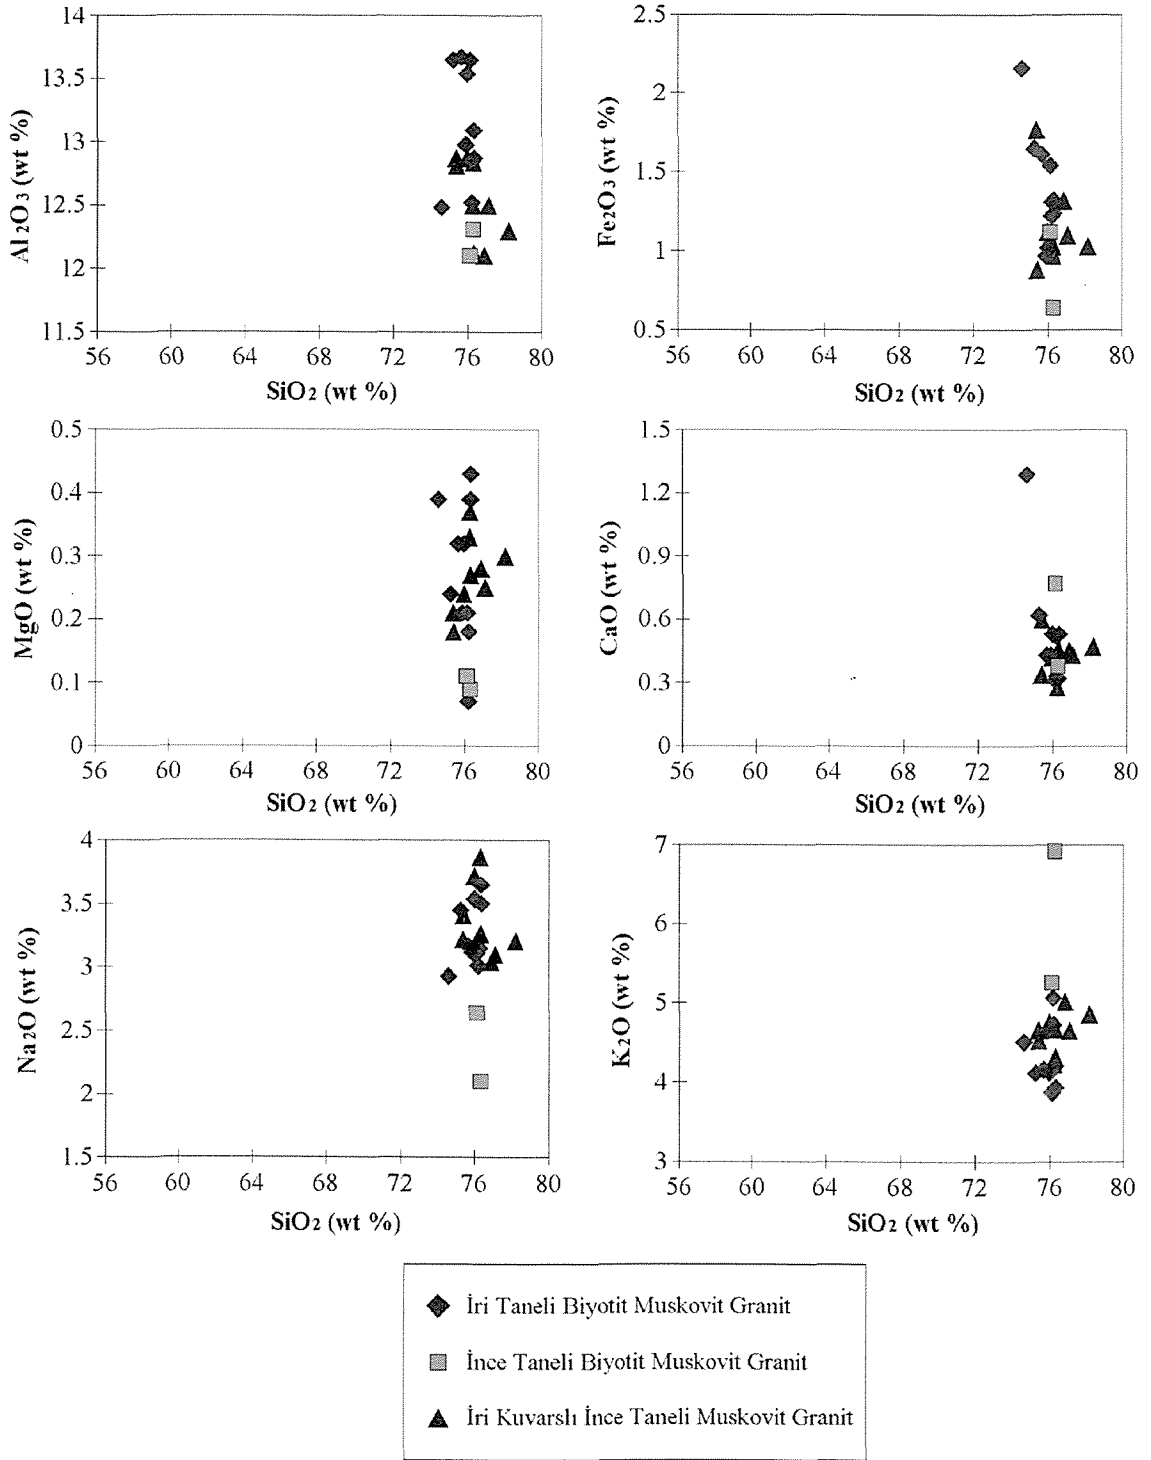 Al2O3 (wt %)
14
13.5
13
12.5
12
11.5
56 60 64 68 72 76 80
SiO2 (wt %)
Fe2O3 (wt %)
2.5
2
1.5
1
0.5
56 60 64 68 72 76 80
SiO2 (wt %)
MgO (wt %)
0.5
0.4
0.3
0.2
0.1
0
56 60 64 68 72 76 80
SiO2 (wt %)
CaO (wt %)
1.5
1.2
0.9
0.6
0.3
0
56 60 64 68 72 76 80
SiO2 (wt %)
Na2O (wt %)
4
3.5
3
2.5
2
1.5
56 60 64 68 72 76 80
SiO2 (wt %)
K2O (wt %)
7
6
5
4
3
56 60 64 68 72 76 80
SiO2 (wt %)
İri Taneli Biyotit Muskovit Granit
İnce Taneli Biyotit Muskovit Granit
İri Kuvarslı İnce Taneli Muskovit Granit